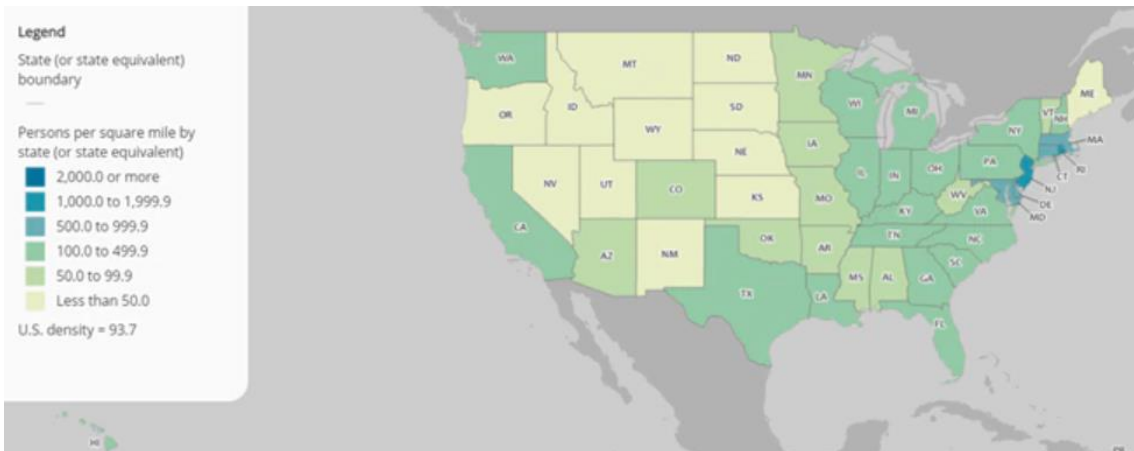 Legend
State (or state equivalent)
boundary
Persons per square mile by
state (or state equivalent)
2,000.0 or more
1,000.0 to 1,999.9
500.0 to 999.9
100.0 to 499.9
50.0 to 99.9
Less than 50.0
U.S. density = 93.7
WA
MT
ND
MN
ME
OR
ID
SD
WI
MI
VT
NH
WY
NY
MA
NE
IA
PA
RI
CT
NV
UT
CO
KS
MO
IL
IN
OH
WV
NJ
DE
MD
VA
KY
CA
AZ
NM
OK
AR
TN
NC
SC
TX
LA
MS
AL
GA
FL
HI